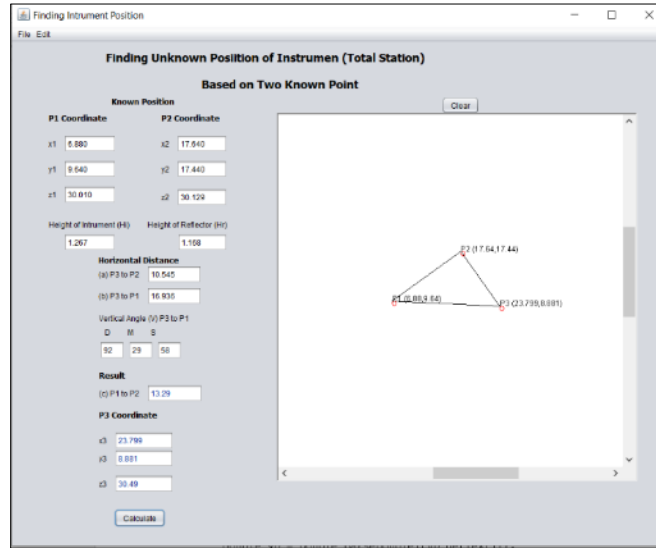 Finding Intrument Position
File Edit
Finding Unknown Posiition of Instrumen (Total Station)
Based on Two Known Point
Known Position
Clear
P1 Coordinate P2 Coordinate
x1 6.880 x2 17.640
y1 9.640 y2 17.440
z1 30.010 z2 30.129
Height of Intrument (Hi) Height of Reflector (Hr)
1.267 1.168
Horizontal Distance
(a) P3 to P2 10.545
(b) P3 to P1 16.936
Vertical Angle (V) P3 to P1
D M S
92 29 58
Result
(c) P1 to P2 13.29
P3 Coordinate
x3 23.799
y3 8.881
z3 30.49
Calculate
P2 (17.64,17.44)
P1 (6.88,9.64)
P3 (23.799,8.881)